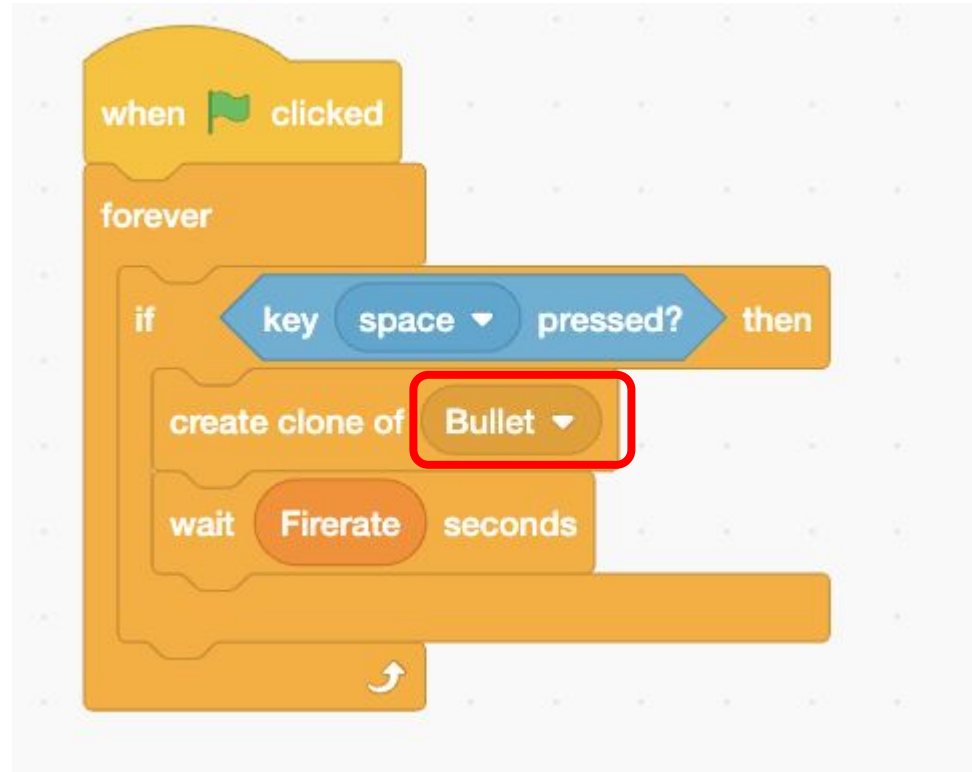 when clicked
forever
if key space pressed? then
create clone of Bullet
wait Firerate seconds